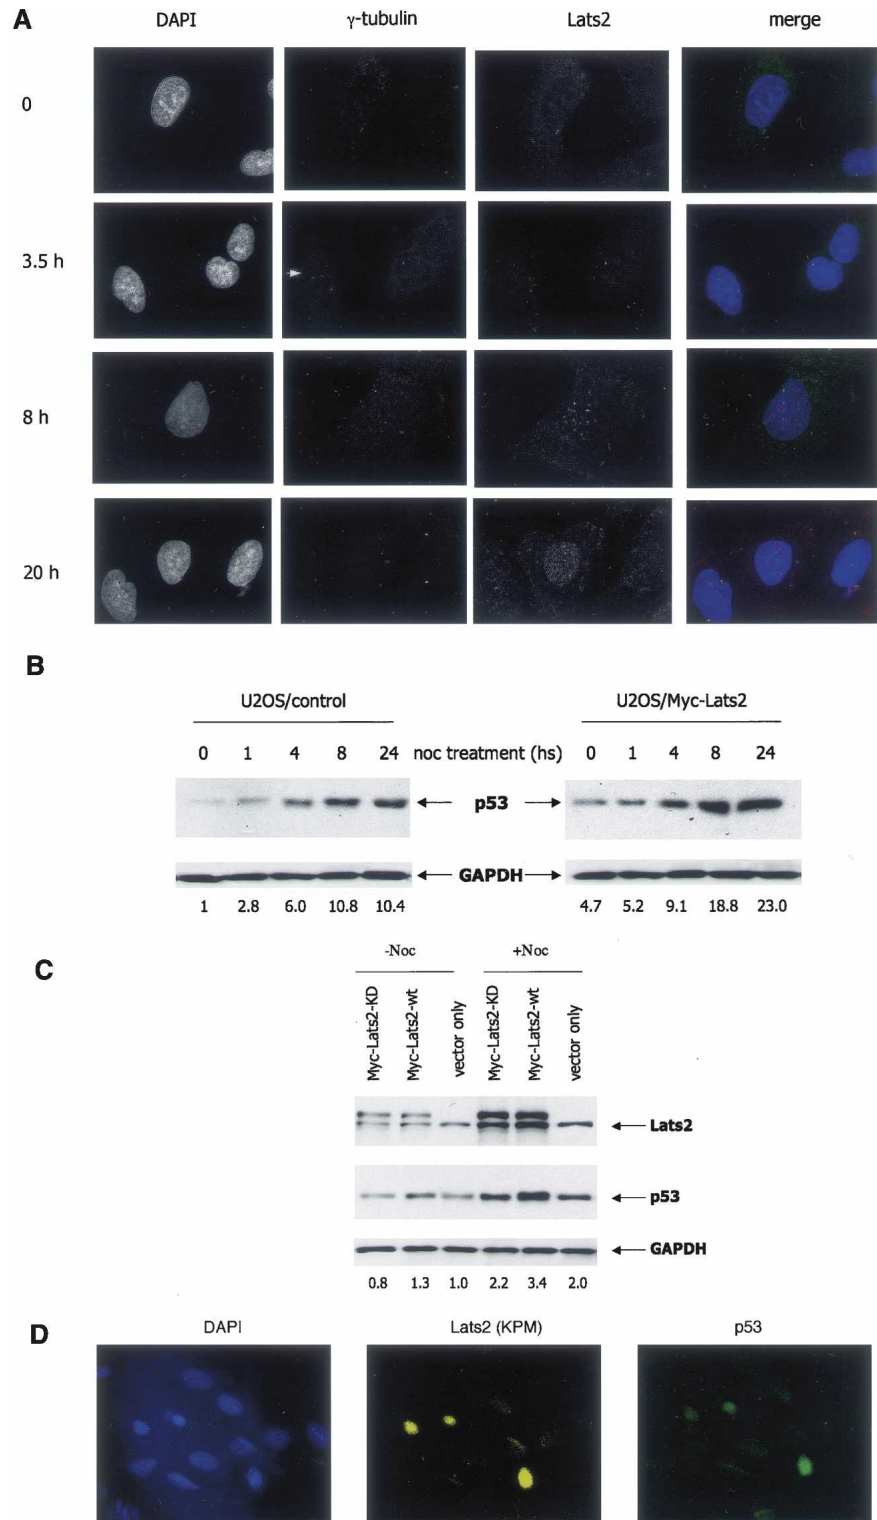 A
DAPI γ-tubulin Lats2 merge
0
3.5 h
8 h
20 h
B
U2OS/control U2OS/Myc-Lats2
0 1 4 8 24 noc treatment (hs) 0 1 4 8 24
p53
GAPDH
1 2.8 6.0 10.8 10.4 4.7 5.2 9.1 18.8 23.0
C
-Noc +Noc
Myc-Lats2-KD Myc-Lats2-wt vector only Myc-Lats2-KD Myc-Lats2-wt vector only
Lats2
p53
GAPDH
0.8 1.3 1.0 2.2 3.4 2.0
D
DAPI Lats2 (KPM) p53